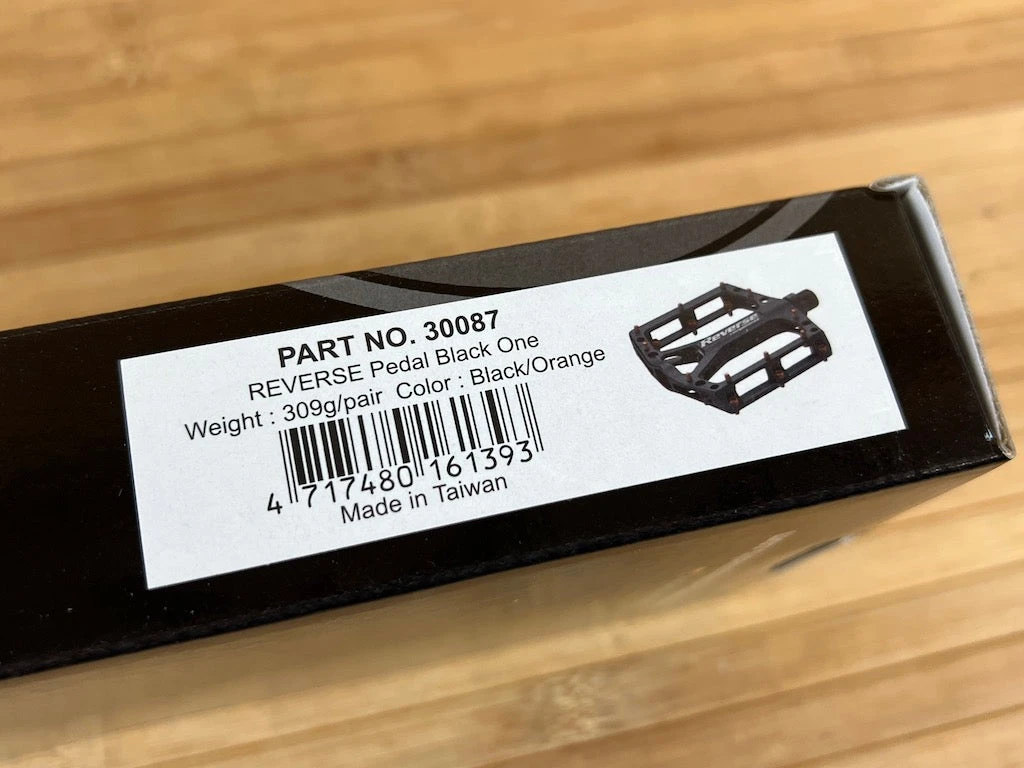 PART NO. 30087
REVERSE Pedal Black One
Weight : 309g/pair Color : Black/Orange
4 717480 161393
Made in Taiwan
Reverse